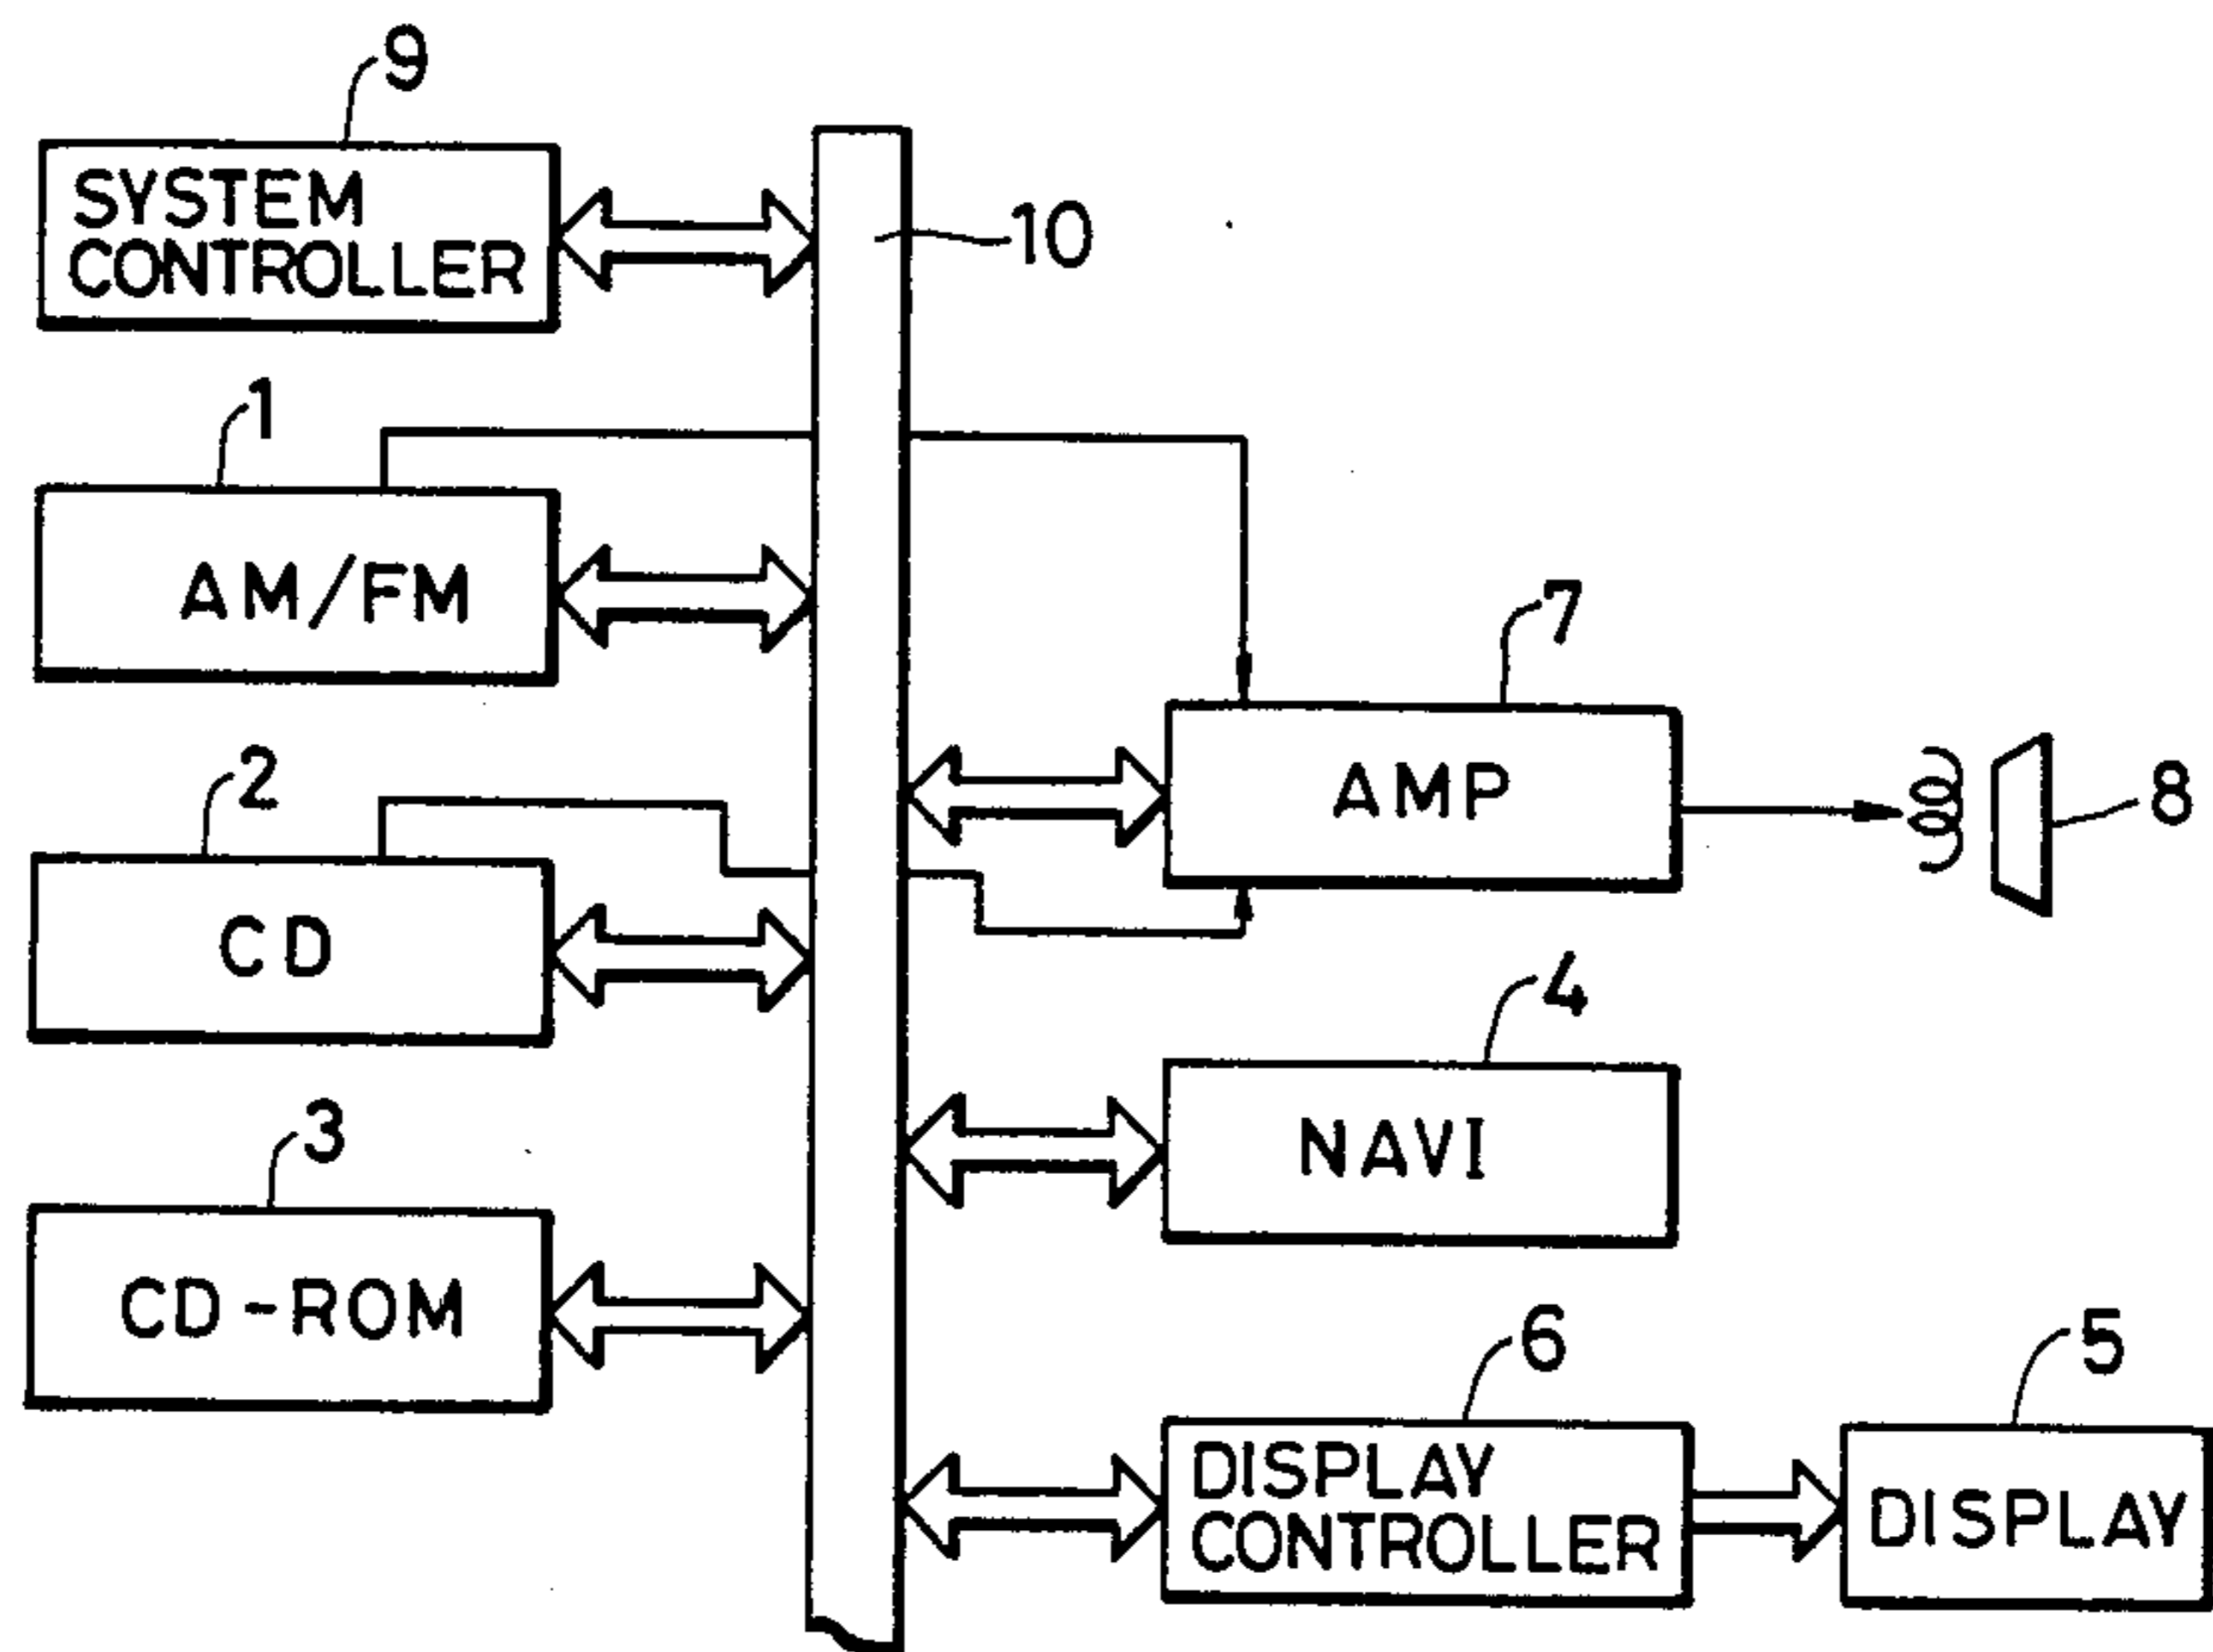 9
SYSTEM
CONTROLLER
10
1
AM/FM
7
AMP
8
2
CD
4
NAVI
3
CD-ROM
6
DISPLAY
CONTROLLER
5
DISPLAY